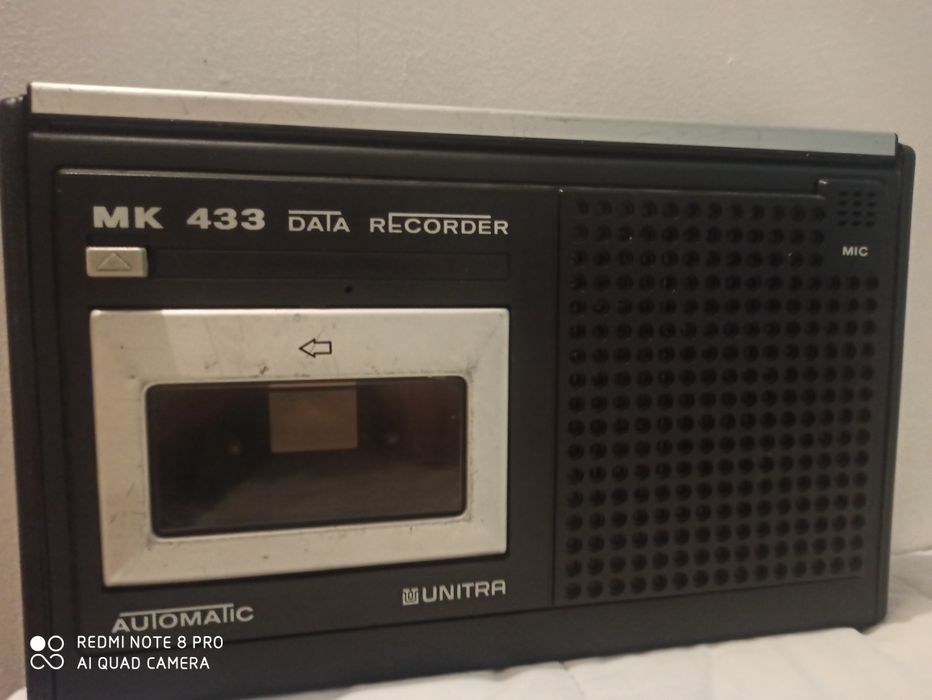 MK 433 DATA RECORDER
MIC
UNITRA
AUTOMATIC
REDMI NOTE 8 PRO
AI QUAD CAMERA